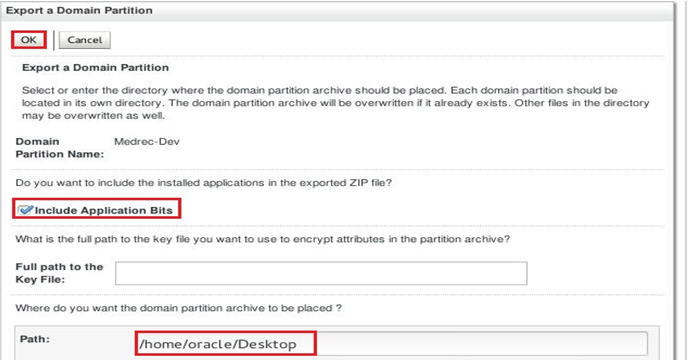 Export a Domain Partition
OK Cancel
Export a Domain Partition
Select or enter the directory where the domain partition archive should be placed. Each domain partition should be
located in its own directory. The domain partition archive will be overwritten if it already exists. Other files in the directory
may be overwritten as well.
Domain Medrec-Dev
Partition Name:
Do you want to include the installed applications in the exported ZIP file?
Include Application Bits
What is the full path to the key file you want to use to encrypt attributes in the partition archive?
Full path to the
Key File:
Where do you want the domain partition archive to be placed ?
Path: /home/oracle/Desktop